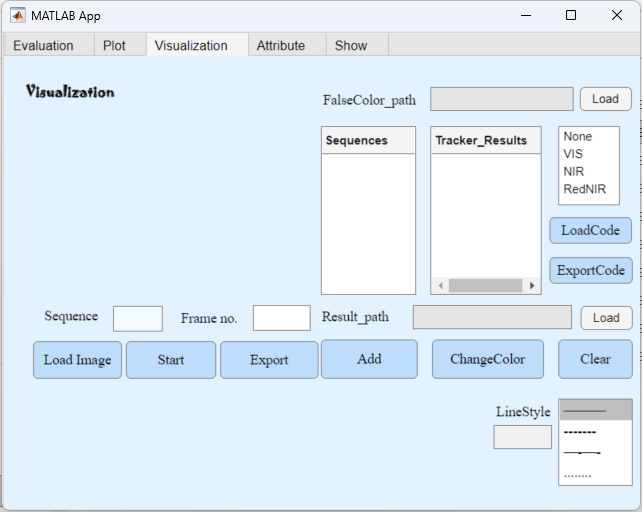 MATLAB App
Evaluation Plot Visualization Attribute Show
Visualization
FalseColor_path Load
Sequences Tracker_Results
None
VIS
NIR
RedNIR
LoadCode
ExportCode
Sequence Frame no. Result_path Load
Load Image Start Export Add ChangeColor Clear
LineStyle